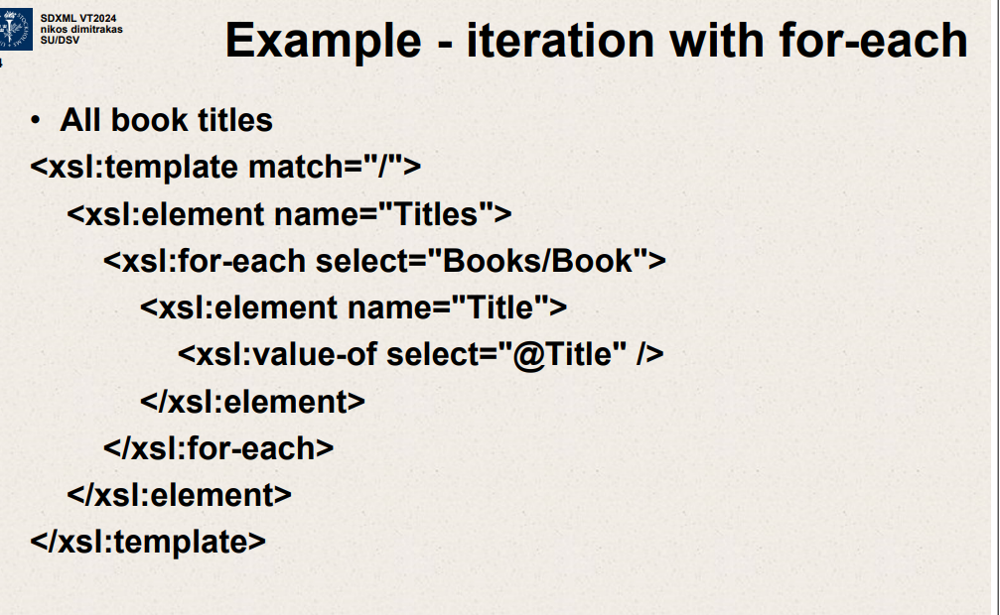 SDXML VT2024
nikos dimitrakas
SU/DSV
4
Example - iteration with for-each
• All book titles
<xsl:template match="/">
<xsl:element name="Titles">
<xsl:for-each select="Books/Book">
<xsl:element name="Title">
<xsl:value-of select="@Title" />
</xsl:element>
</xsl:for-each>
</xsl:element>
</xsl:template>